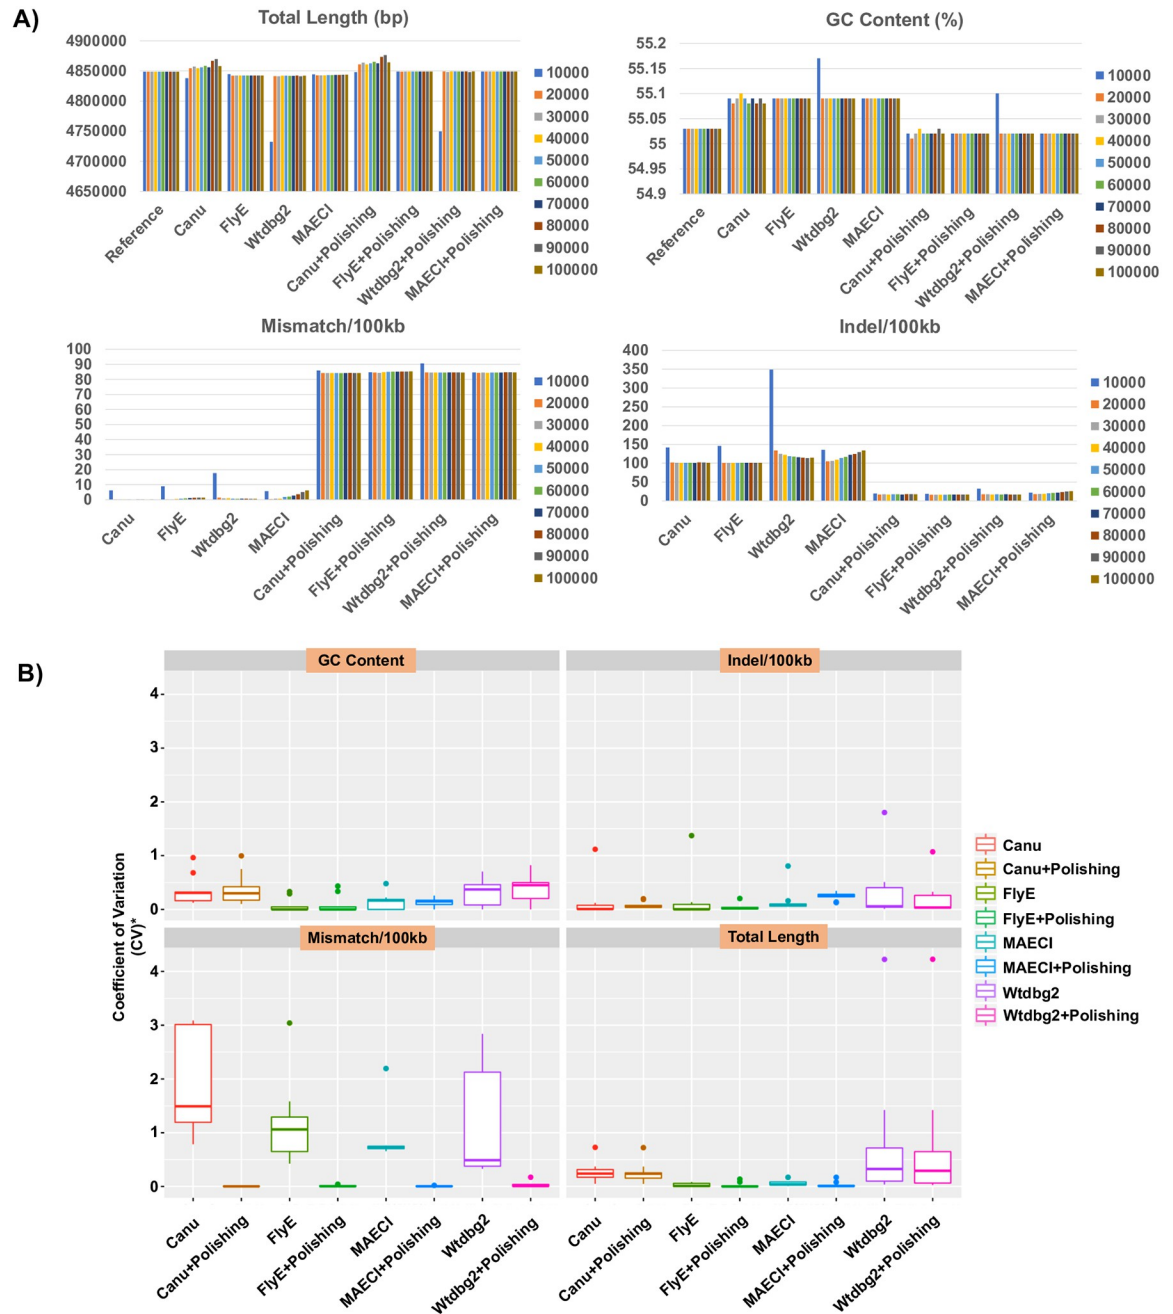 A)
Total Length (bp)
4900000
4850000
4800000
4750000
4700000
4650000
Reference
Canu
FlyE
Wtdbg2
MAECI
Canu+Polishing
FlyE+Polishing
Wtdbg2+Polishing
MAECI+Polishing
10000
20000
30000
40000
50000
60000
70000
80000
90000
100000
GC Content (%)
55.2
55.15
55.1
55.05
55
54.95
54.9
Reference
Canu
FlyE
Wtdbg2
MAECI
Canu+Polishing
FlyE+Polishing
Wtdbg2+Polishing
MAECI+Polishing
10000
20000
30000
40000
50000
60000
70000
80000
90000
100000
Mismatch/100kb
100
90
80
70
60
50
40
30
20
10
0
Canu
FlyE
Wtdbg2
MAECI
Canu+Polishing
FlyE+Polishing
Wtdbg2+Polishing
MAECI+Polishing
10000
20000
30000
40000
50000
60000
70000
80000
90000
100000
Indel/100kb
400
350
300
250
200
150
100
50
0
Canu
FlyE
Wtdbg2
MAECI
Canu+Polishing
FlyE+Polishing
Wtdbg2+Polishing
MAECI+Polishing
10000
20000
30000
40000
50000
60000
70000
80000
90000
100000
B)
Coefficient of Variation
(CV)*
GC Content
Indel/100kb
4
3
2
1
0
Mismatch/100kb
Total Length
4
3
2
1
0
Canu
Canu+Polishing
FlyE
FlyE+Polishing
MAECI
MAECI+Polishing
Wtdbg2
Wtdbg2+Polishing
Canu
Canu+Polishing
FlyE
FlyE+Polishing
MAECI
MAECI+Polishing
Wtdbg2
Wtdbg2+Polishing
Canu
Canu+Polishing
FlyE
FlyE+Polishing
MAECI
MAECI+Polishing
Wtdbg2
Wtdbg2+Polishing